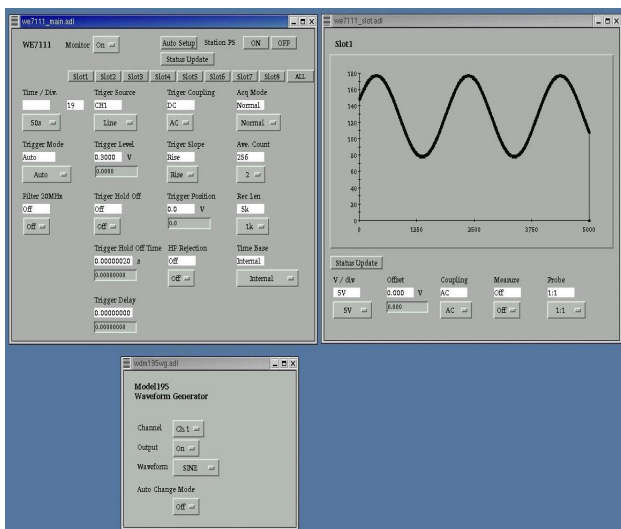 we7111_main.adl
WE7111 Monitor On Auto Setup Station PS ON OFF
Status Update
Slot1 Slot2 Slot3 Slot4 Slot5 Slot6 Slot7 Slot8 ALL
Time / Div. Triger Source Triger Coupling Acq Mode
19 CH1 DC Normal
50s Line AC Normal
Trigger Mode Trigger Level Triger Slope Ave. Count
Auto 0.3000 V Rise 256
Auto 0.0000 Rise 2
Filter 20MHz Triger Hold Off Trigger Position Rec Len
Off Off 0.0 V 5k
Off Off 0.0 1k
Trigger Hold Off Time HF Rejection Time Base
0.00000020 s Off Internal
0.00000000 Off Internal
Trigger Delay
0.00000000
0.00000000
we7111_slot.adl
Slot1
180
160
140
120
100
80
60
40
20
0
0 1250 2500 3750 5000
Status Update
V / div Offset Coupling Measure Probe
5V 0.000 V AC Off 1:1
5V 0.000 AC Off 1:1
wdm195wg.adl
Model195
Waveform Generator
Channel Ch 1
Output On
Waveform SINE
Auto Change Mode
Off